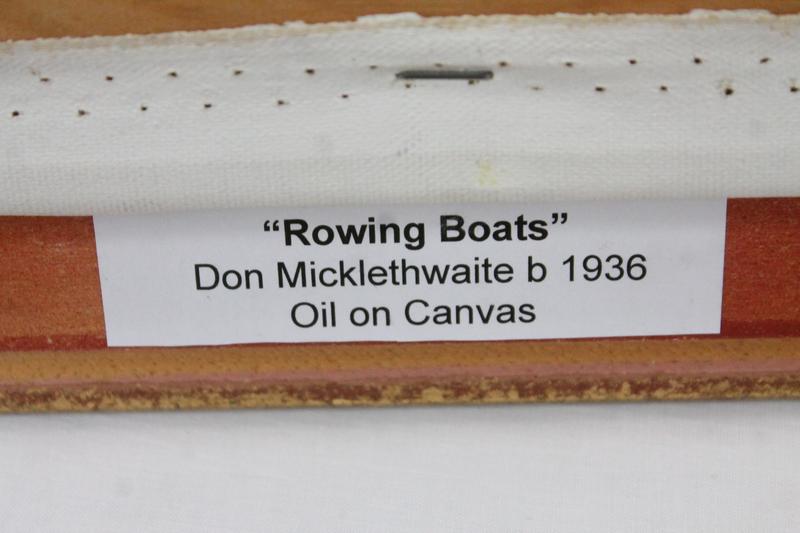 “Rowing Boats”
Don Micklethwaite b 1936
Oil on Canvas